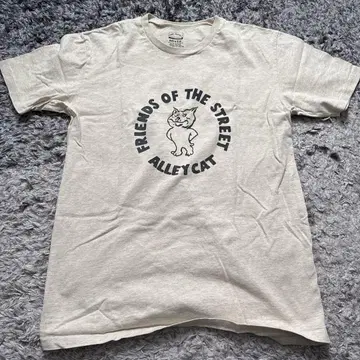 FRIENDS OF THE STREET
ALLEYCAT